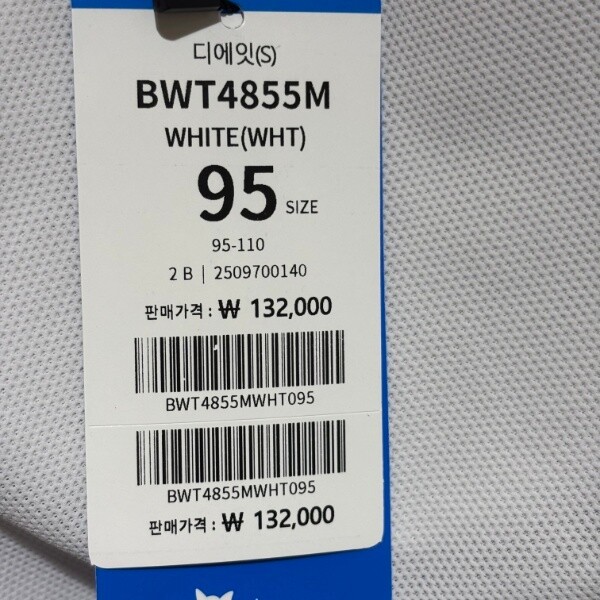 디에잇(S)
BWT4855M
WHITE(WHT)
95 SIZE
95-110
2 B | 2509700140
판매가격 : ₩ 132,000
BWT4855MWHT095
BWT4855MWHT095
판매가격 : ₩ 132,000